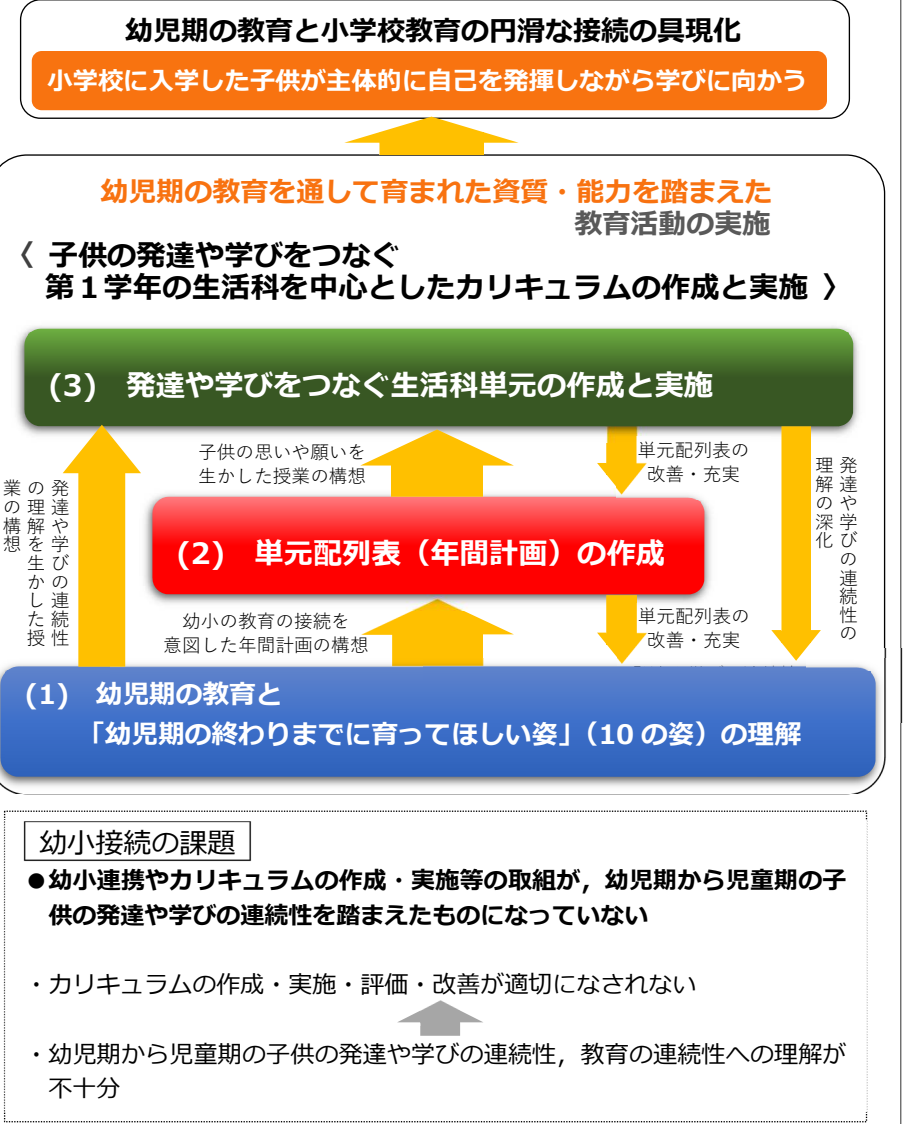 幼児期の教育と小学校教育の円滑な接続の具現化
小学校に入学した子供が主体的に自己を発揮しながら学びに向かう
幼児期の教育を通して育まれた資質・能力を踏まえた
教育活動の実施
〈 子供の発達や学びをつなぐ
第１学年の生活科を中心としたカリキュラムの作成と実施 〉
(3) 発達や学びをつなぐ生活科単元の作成と実施
発達や学びの連続性
の理解を生かした授
業の構想
子供の思いや願いを
生かした授業の構想
単元配列表の
改善・充実
発達や学びの連続性の
理解の深化
(2) 単元配列表（年間計画）の作成
幼小の教育の接続を
意図した年間計画の構想
単元配列表の
改善・充実
(1) 幼児期の教育と
「幼児期の終わりまでに育ってほしい姿」（10 の姿）の理解
幼小接続の課題
●幼小連携やカリキュラムの作成・実施等の取組が，幼児期から児童期の子
供の発達や学びの連続性を踏まえたものになっていない
・カリキュラムの作成・実施・評価・改善が適切になされない
・幼児期から児童期の子供の発達や学びの連続性，教育の連続性への理解が
不十分